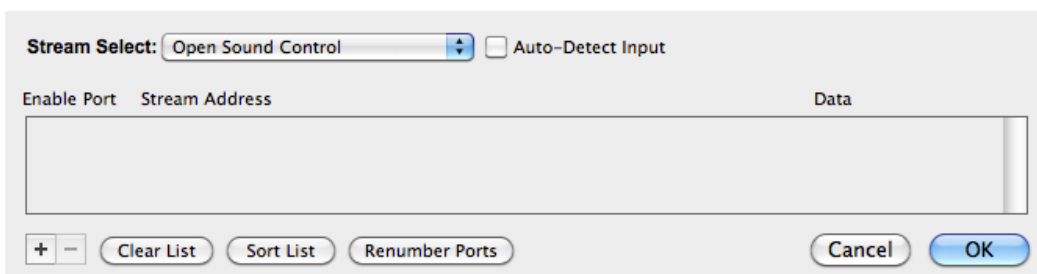 Stream Select: Open Sound Control Auto-Detect Input
Enable Port Stream Address Data
+ - Clear List Sort List Renumber Ports Cancel OK